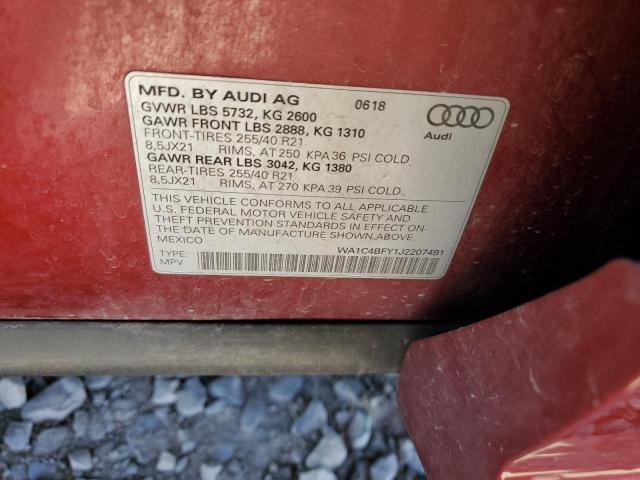 MFD. BY AUDI AG 0618
GVWR LBS 5732, KG 2600
GAWR FRONT LBS 2888, KG 1310
FRONT-TIRES 255/40 R21
8,5JX21 RIMS, AT 250 KPA 36 PSI COLD
GAWR REAR LBS 3042, KG 1380
REAR-TIRES 255/40 R21
8,5JX21 RIMS, AT 270 KPA 39 PSI COLD
Audi
THIS VEHICLE CONFORMS TO ALL APPLICABLE
U.S. FEDERAL MOTOR VEHICLE SAFETY AND
THEFT PREVENTION STANDARDS IN EFFECT ON
THE DATE OF MANUFACTURE SHOWN ABOVE
MEXICO
WA1C4BFY1J2207491
TYPE:
MPV